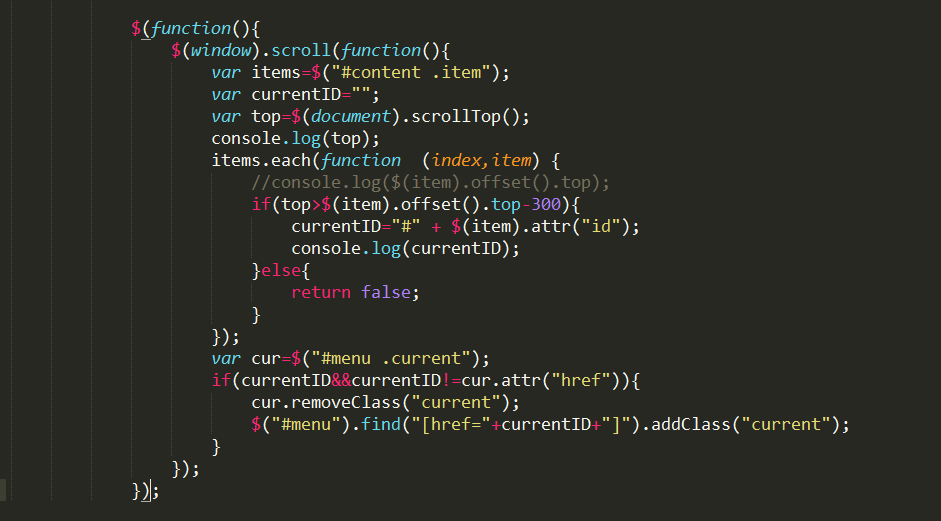 $(function(){
$(window).scroll(function(){
var items=$("#content .item");
var currentID="";
var top=$(document).scrollTop();
console.log(top);
items.each(function  (index,item) {
//console.log($(item).offset().top);
if(top>$(item).offset().top-300){
currentID="#" + $(item).attr("id");
console.log(currentID);
}else{
return false;
}
});
var cur=$("#menu .current");
if(currentID&&currentID!=cur.attr("href")){
cur.removeClass("current");
$("#menu").find("[href="+currentID+"]").addClass("current");
}
});
});